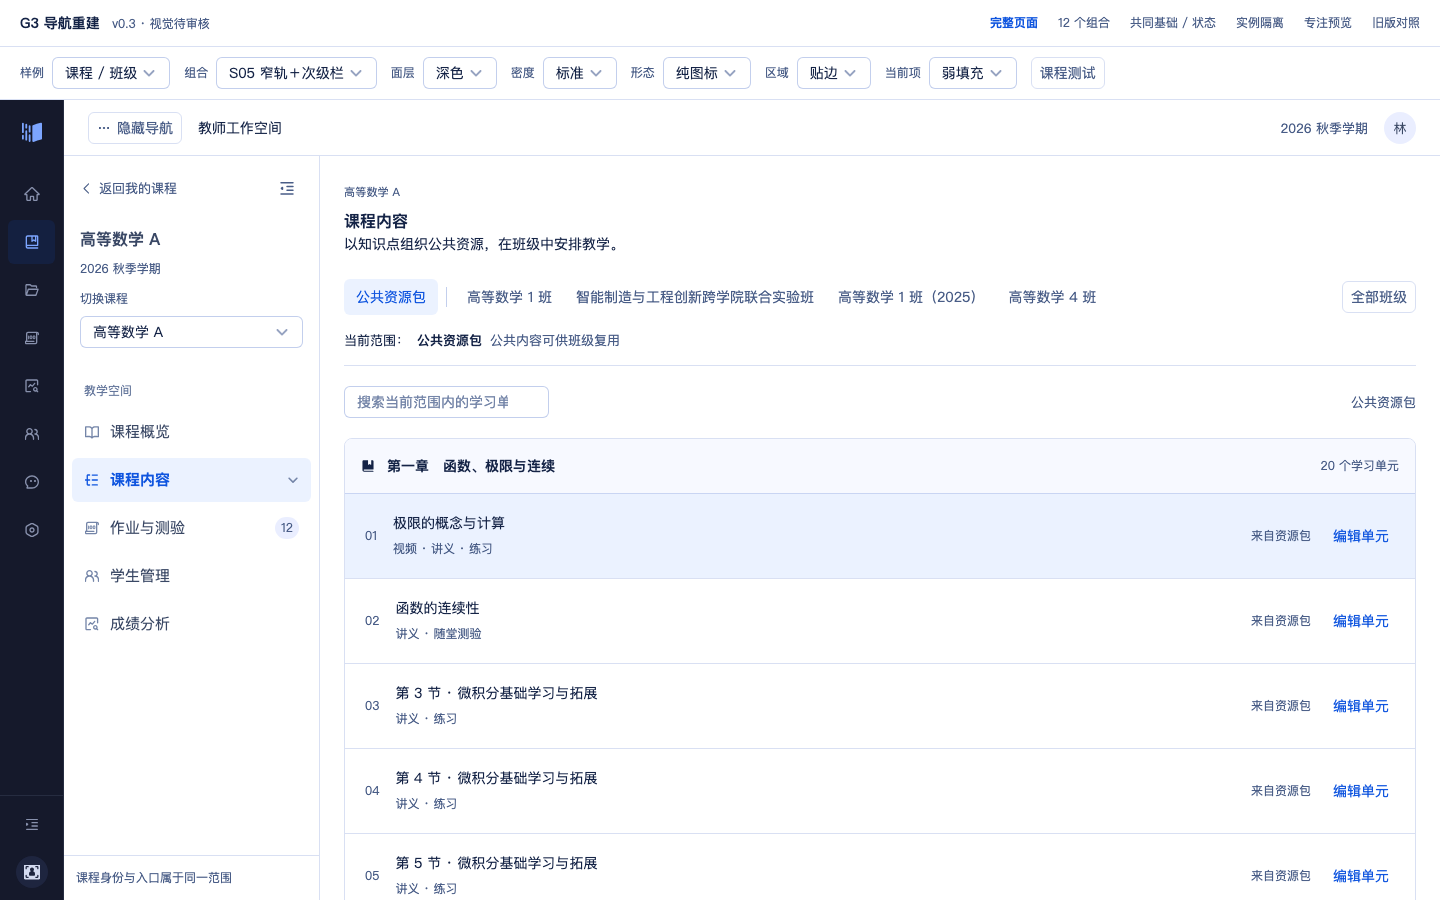 G3 导航重建 v0.3 · 视觉待审核
完整页面 12 个组合 共同基础 / 状态 实例隔离 专注预览 旧版对照
样例 课程 / 班级 组合 S05 窄轨＋次级栏 面层 深色 密度 标准 形态 纯图标 区域 贴边 当前项 弱填充 课程测试
··· 隐藏导航 教师工作空间
2026 秋季学期 林
返回我的课程
高等数学 A
2026 秋季学期
切换课程
高等数学 A
教学空间
课程概览
课程内容
作业与测验 12
学生管理
成绩分析
课程身份与入口属于同一范围
高等数学 A
课程内容
以知识点组织公共资源，在班级中安排教学。
公共资源包 高等数学 1 班 智能制造与工程创新跨学院联合实验班 高等数学 1 班（2025） 高等数学 4 班 全部班级
当前范围： 公共资源包 公共内容可供班级复用
搜索当前范围内的学习单
公共资源包
第一章 函数、极限与连续 20 个学习单元
01 极限的概念与计算 来自资源包 编辑单元
视频 · 讲义 · 练习
02 函数的连续性 来自资源包 编辑单元
讲义 · 随堂测验
03 第 3 节 · 微积分基础学习与拓展 来自资源包 编辑单元
讲义 · 练习
04 第 4 节 · 微积分基础学习与拓展 来自资源包 编辑单元
讲义 · 练习
05 第 5 节 · 微积分基础学习与拓展 来自资源包 编辑单元
讲义 · 练习